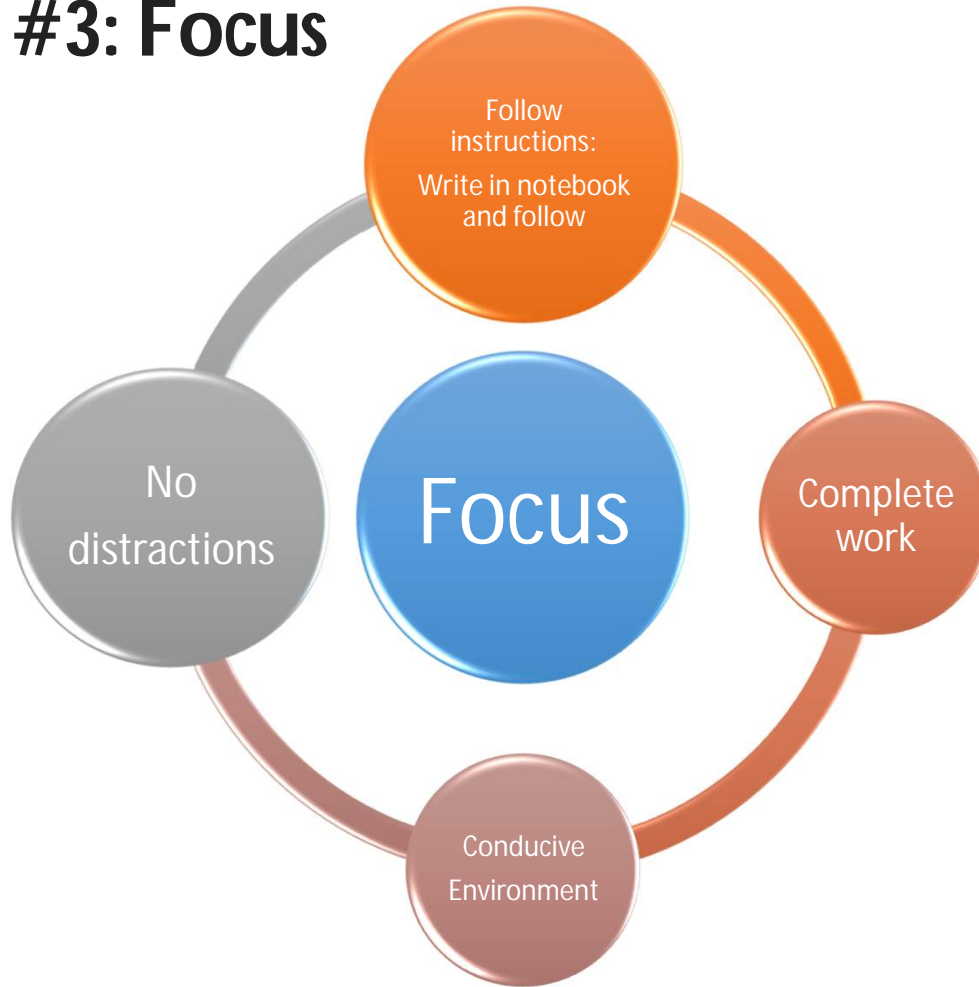 #3: Focus
Follow
instructions:
Write in notebook
and follow
No
distractions
Focus
Complete
work
Conducive
Environment